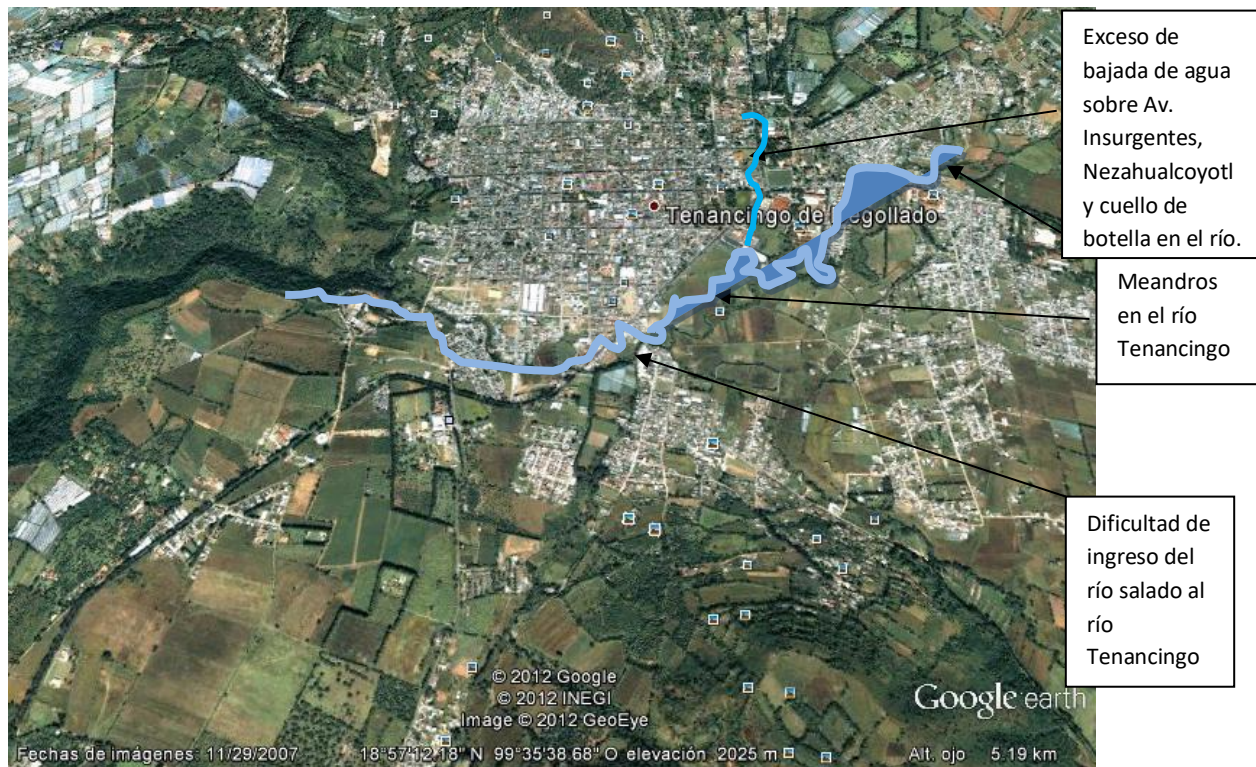 Exceso de
bajada de agua
sobre Av.
Insurgentes,
Nezahualcoyotl
y cuello de
botella en el río.
Tenancingo de Degollado
Meandros
en el río
Tenancingo
Dificultad de
ingreso del
río salado al
río
Tenancingo
© 2012 Google
© 2012 INEGI
Image © 2012 GeoEye
Google earth
Fechas de imágenes: 11/29/2007 18°57'12.18" N 99°35'38.68" O elevación 2025 m Alt. ojo 5.19 km